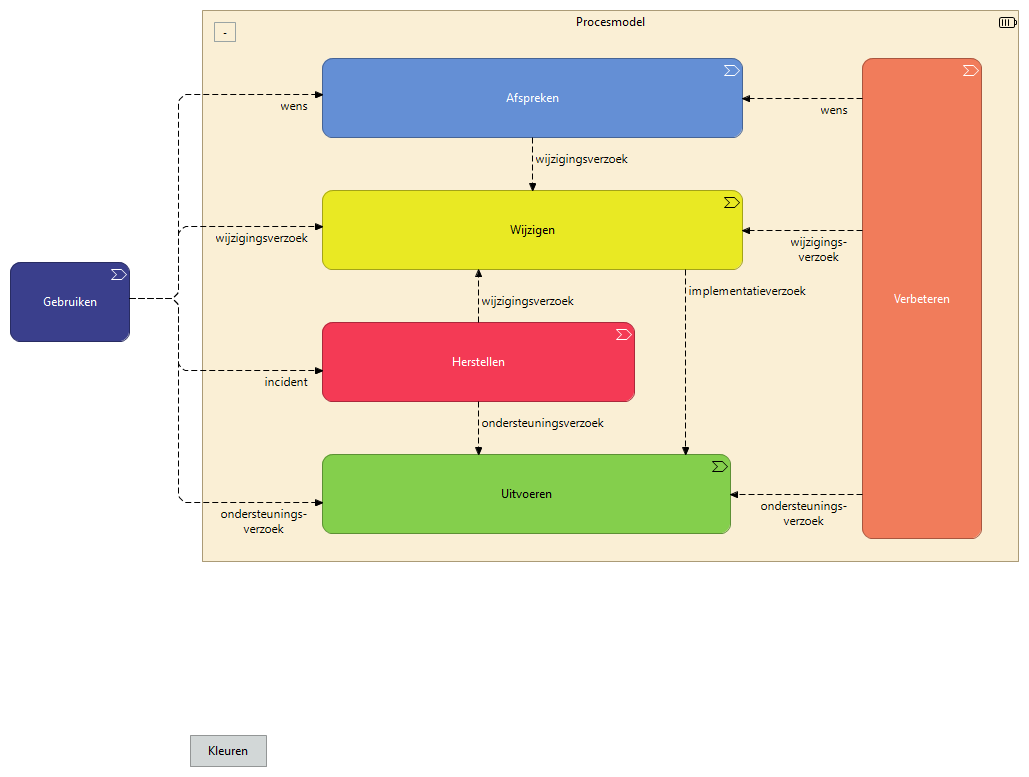 Procesmodel
-
Afspreken
wens
wens
wijzigingsverzoek
Wijzigen
wijzigingsverzoek
wijzigings-
verzoek
Gebruiken
implementatieverzoek
wijzigingsverzoek
Verbeteren
Herstellen
incident
ondersteuningsverzoek
Uitvoeren
ondersteunings-
verzoek
ondersteunings-
verzoek
Kleuren